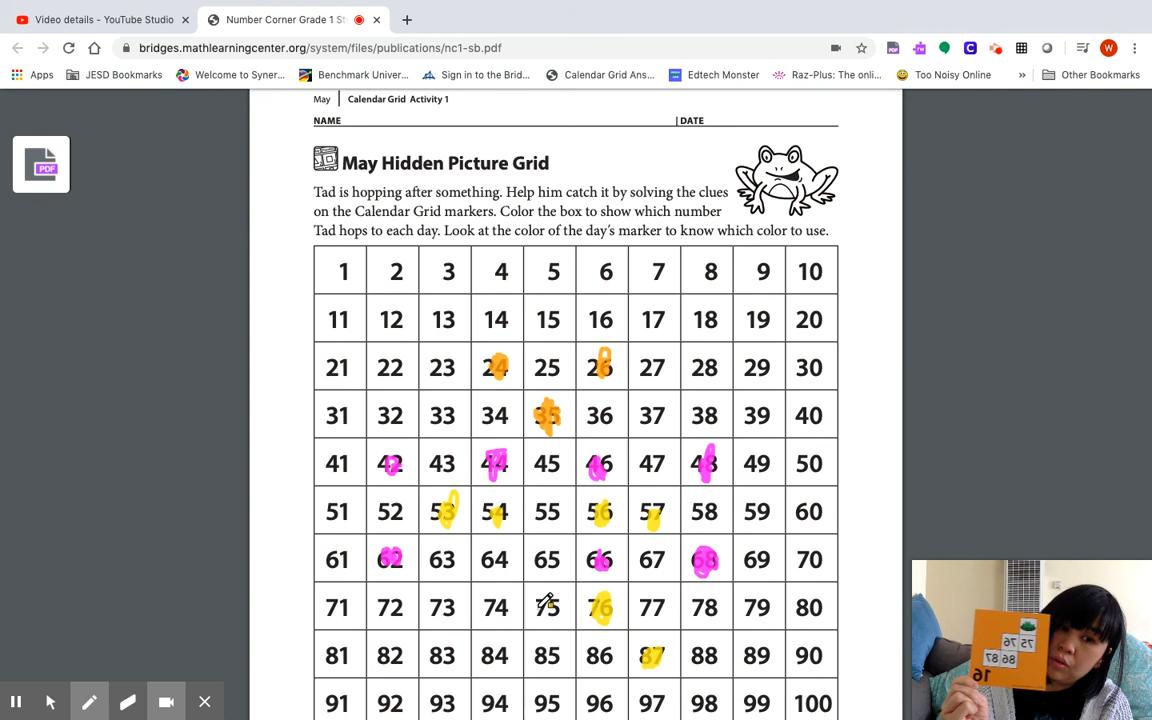 Video details - YouTube Studio
Number Corner Grade 1 St
bridges.mathlearningcenter.org/system/files/publications/nc1-sb.pdf
W
Apps
JESD Bookmarks
Welcome to Syner...
Benchmark Univer...
Sign in to the Brid...
Calendar Grid Ans...
Edtech Monster
Raz-Plus: The onli...
Too Noisy Online
»
Other Bookmarks
PDF
May | Calendar Grid Activity 1
NAME | DATE
May Hidden Picture Grid
Tad is hopping after something. Help him catch it by solving the clues
on the Calendar Grid markers. Color the box to show which number
Tad hops to each day. Look at the color of the day's marker to know which color to use.
1 2 3 4 5 6 7 8 9 10
11 12 13 14 15 16 17 18 19 20
21 22 23 24 25 26 27 28 29 30
31 32 33 34 35 36 37 38 39 40
41 42 43 44 45 46 47 48 49 50
51 52 53 54 55 56 57 58 59 60
61 62 63 64 65 66 67 68 69 70
71 72 73 74 75 76 77 78 79 80
81 82 83 84 85 86 87 88 89 90
91 92 93 94 95 96 97 98 99 100
75 76
86 87
16